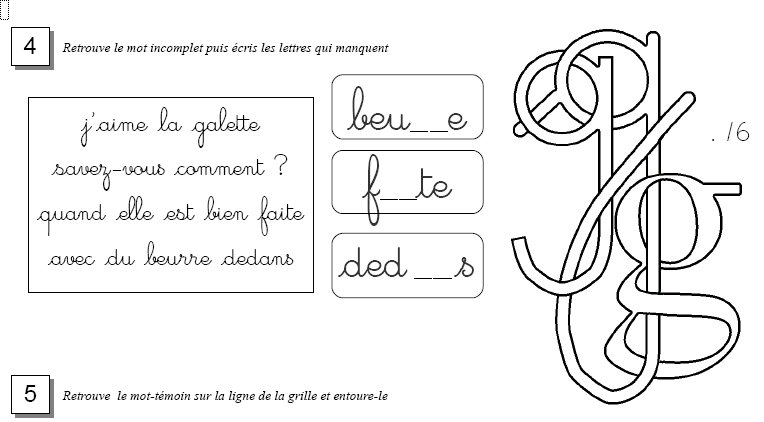 4 Retrouve le mot incomplet puis écris les lettres qui manquent
j'aime la galette
savez-vous comment ?
quand elle est bien faite
avec du beurre dedans
beu__e
f__te
ded __s
. /6
5 Retrouve le mot-témoin sur la ligne de la grille et entoure-le